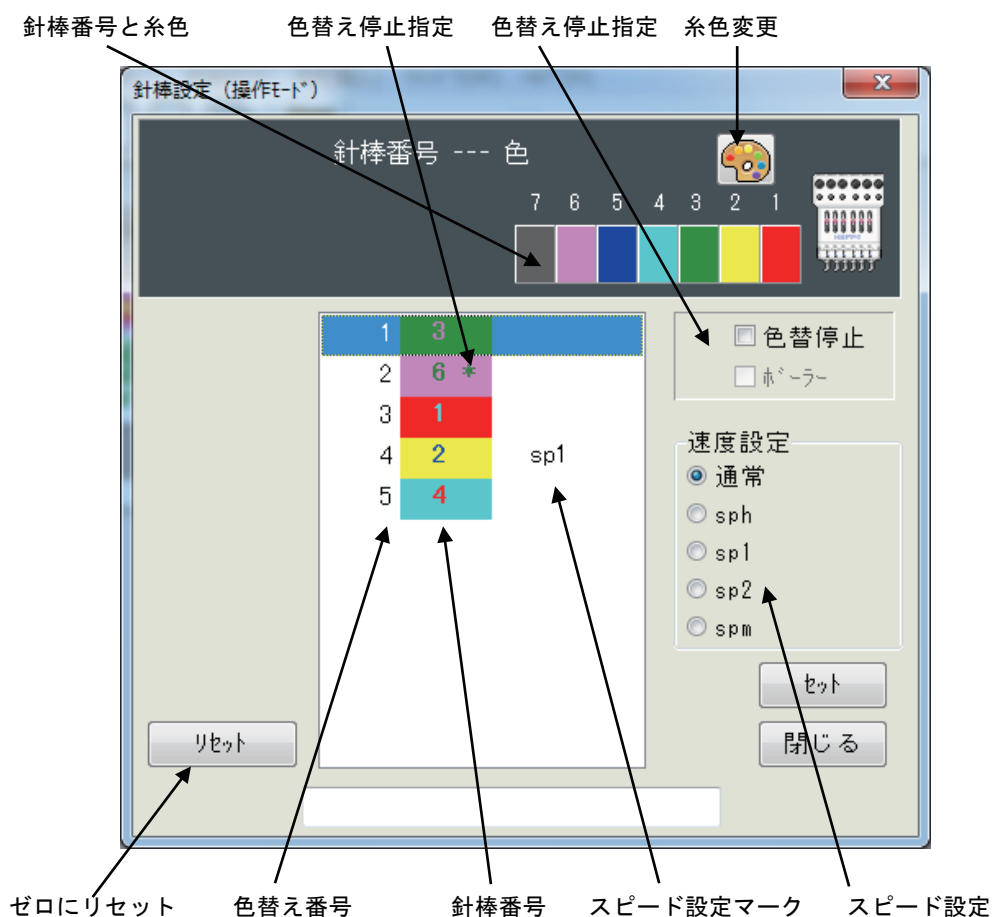 針棒番号と糸色 色替え停止指定 色替え停止指定 糸色変更
針棒設定（操作ﾓｰﾄﾞ）
針棒番号 --- 色
7 6 5 4 3 2 1
1 3
2 6 *
3 1
4 2 sp1
5 4
色替停止
ﾎﾞｰﾗｰ
速度設定
通常
sph
sp1
sp2
spm
ｾｯﾄ
ﾘｾｯﾄ
閉じる
ゼロにリセット 色替え番号 針棒番号 スピード設定マーク スピード設定